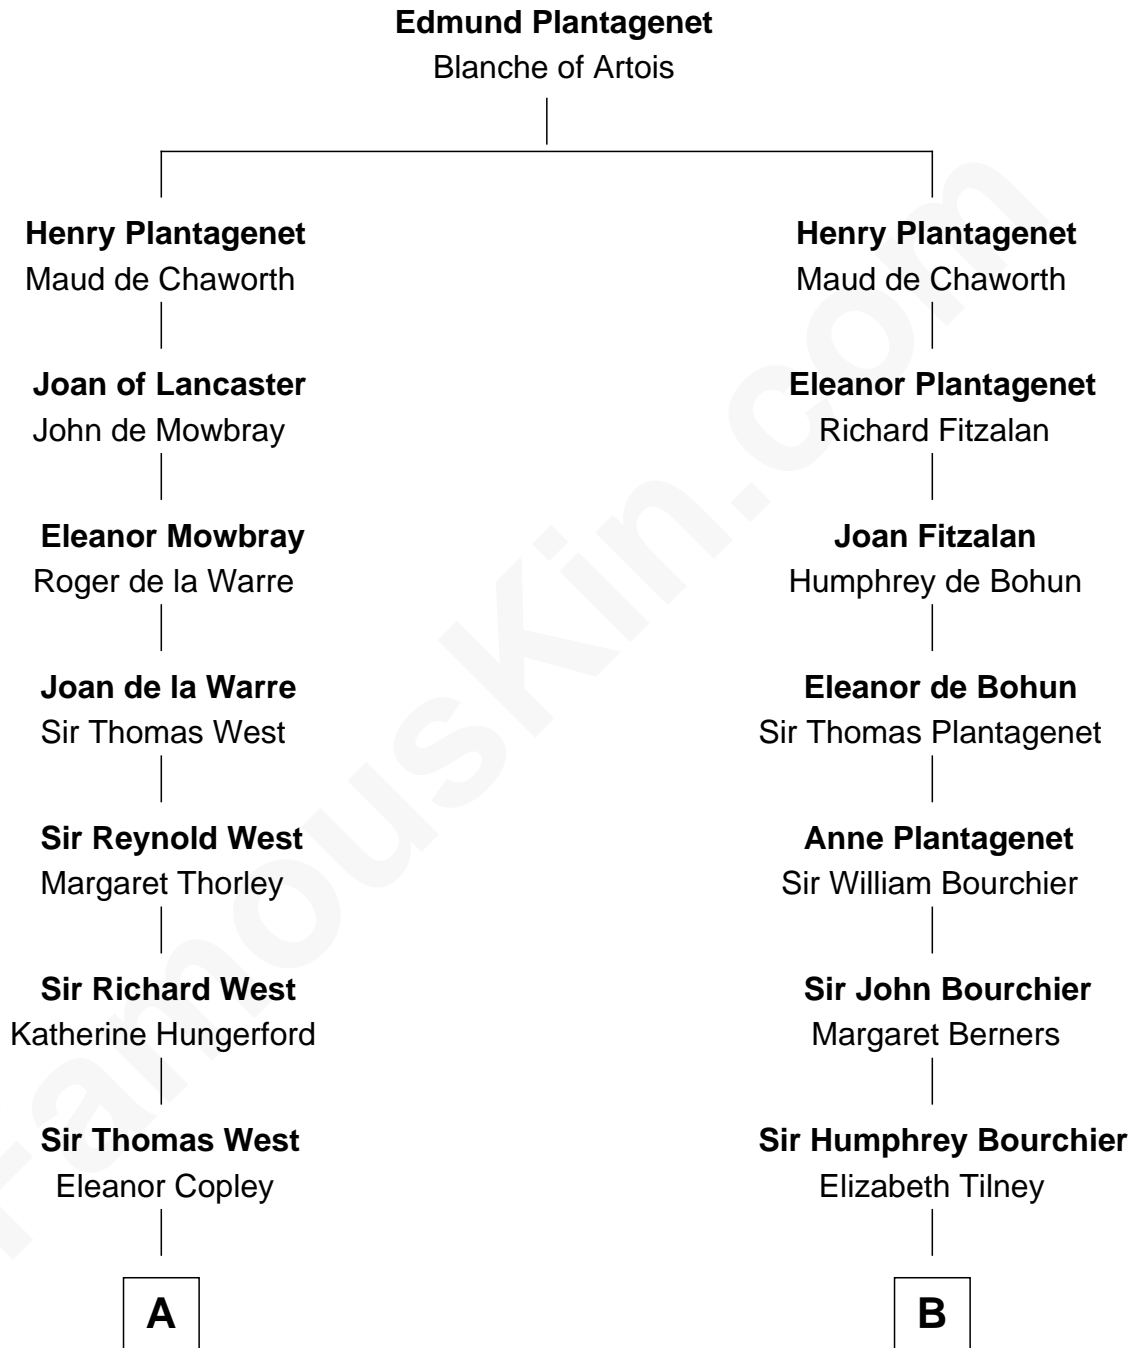 Edmund Plantagenet
Blanche of Artois
Henry Plantagenet
Maud de Chaworth
Joan of Lancaster
John de Mowbray
Eleanor Mowbray
Roger de la Warre
Joan de la Warre
Sir Thomas West
Sir Reynold West
Margaret Thorley
Sir Richard West
Katherine Hungerford
Sir Thomas West
Eleanor Copley
A
Henry Plantagenet
Maud de Chaworth
Eleanor Plantagenet
Richard Fitzalan
Joan Fitzalan
Humphrey de Bohun
Eleanor de Bohun
Sir Thomas Plantagenet
Anne Plantagenet
Sir William Bourchier
Sir John Bourchier
Margaret Berners
Sir Humphrey Bourchier
Elizabeth Tilney
B
FamousKin.com